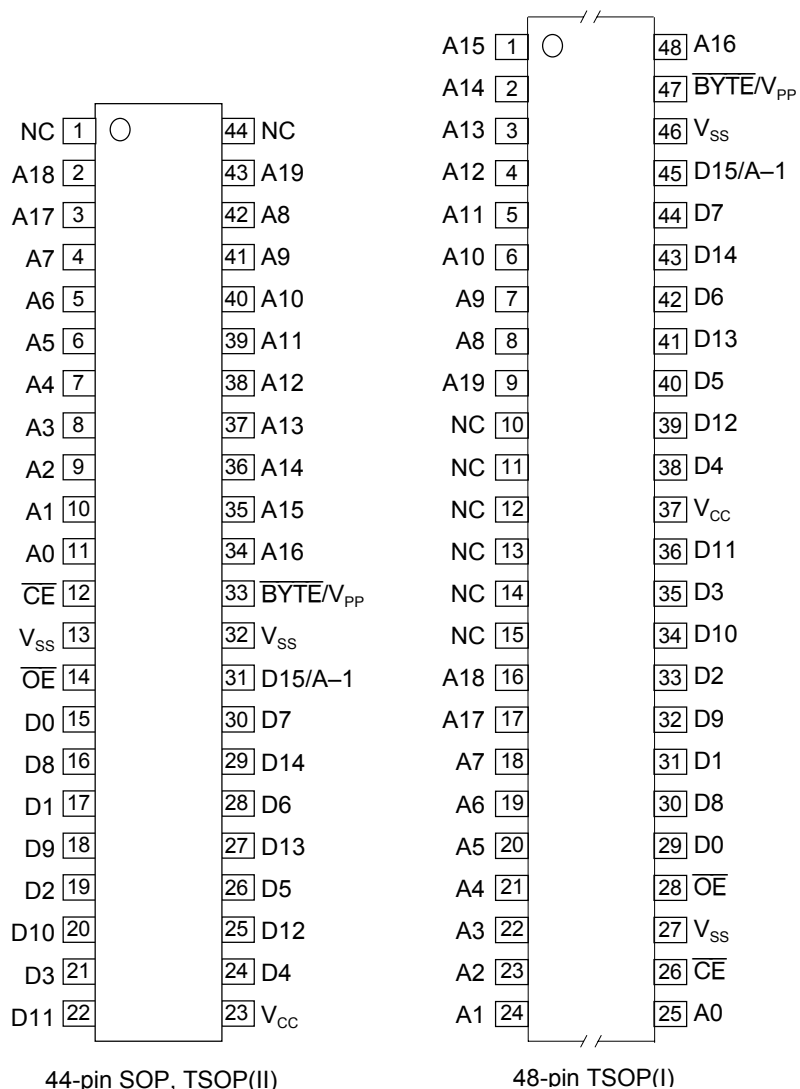 NC 1 44 NC
A18 2 43 A19
A17 3 42 A8
A7 4 41 A9
A6 5 40 A10
A5 6 39 A11
A4 7 38 A12
A3 8 37 A13
A2 9 36 A14
A1 10 35 A15
A0 11 34 A16
CE 12 33 BYTE/VPP
VSS 13 32 VSS
OE 14 31 D15/A–1
D0 15 30 D7
D8 16 29 D14
D1 17 28 D6
D9 18 27 D13
D2 19 26 D5
D10 20 25 D12
D3 21 24 D4
D11 22 23 VCC
44-pin SOP, TSOP(II)
A15 1 48 A16
A14 2 47 BYTE/VPP
A13 3 46 VSS
A12 4 45 D15/A–1
A11 5 44 D7
A10 6 43 D14
A9 7 42 D6
A8 8 41 D13
A19 9 40 D5
NC 10 39 D12
NC 11 38 D4
NC 12 37 VCC
NC 13 36 D11
NC 14 35 D3
NC 15 34 D10
A18 16 33 D2
A17 17 32 D9
A7 18 31 D1
A6 19 30 D8
A5 20 29 D0
A4 21 28 OE
A3 22 27 VSS
A2 23 26 CE
A1 24 25 A0
48-pin TSOP(I)